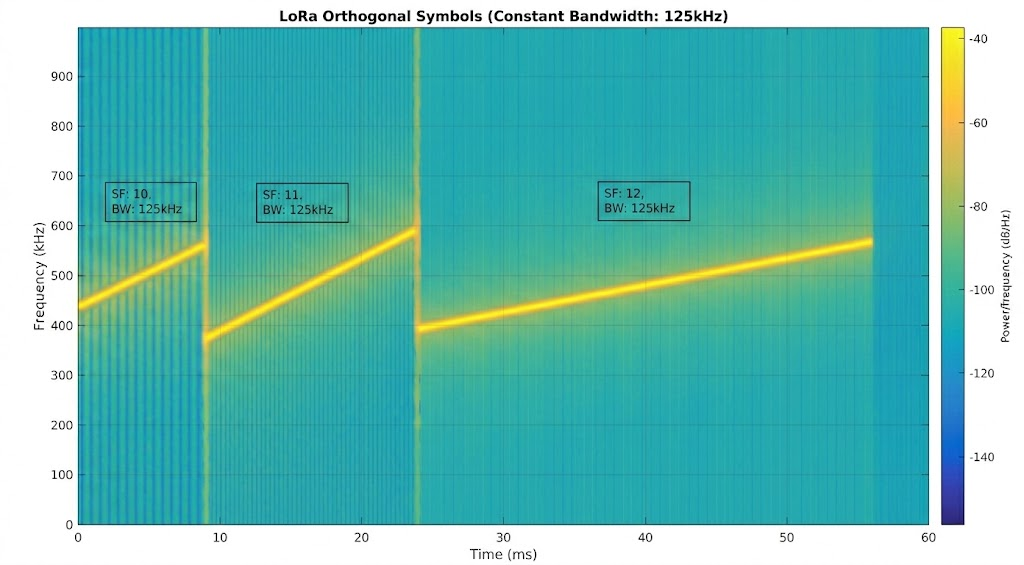 LoRa Orthogonal Symbols (Constant Bandwidth: 125kHz)
Frequency (kHz)
900
800
700
600
500
400
300
200
100
0
SF: 10,
BW: 125kHz
SF: 11,
BW: 125kHz
SF: 12,
BW: 125kHz
0 10 20 30 40 50 60
Time (ms)
-40
-60
-80
-100
-120
-140
Power/frequency (dB/Hz)